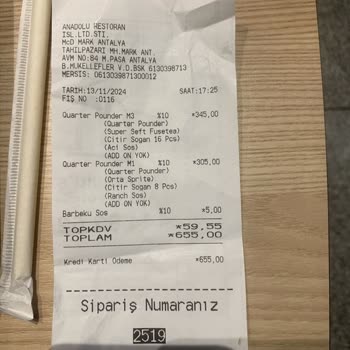 ANADOLU RESTORAN
ISL.LTD.STI.
McD MARK ANTALYA
TAHILPAZARI MH.MARK ANT.
AVM NO:84 M.PASA ANTALYA
B.MUKELLEFLER V.D.BSK 6130398713
MERSIS: 0613039871300012
TARIH:13/11/2024 SAAT:17:25
FIŞ NO :0116
Quarter Pounder M3 %10 *345,00
(Quarter Pounder)
(Super Seft Fusetea)
(Citir Sogan 16 Pcs)
(Aci Sos)
(ADD ON YOK)
Quarter Pounder M1 %10 *305,00
(Quarter Pounder)
(Orta Sprite)
(Citir Sogan 8 Pcs)
(Ranch Sos)
(ADD ON YOK)
Barbeku Sos %10 *5,00
TOPKDV *59,55
TOPLAM *655,00
Kredi Karti Odeme *655,00
Sipariş Numaranız
2519